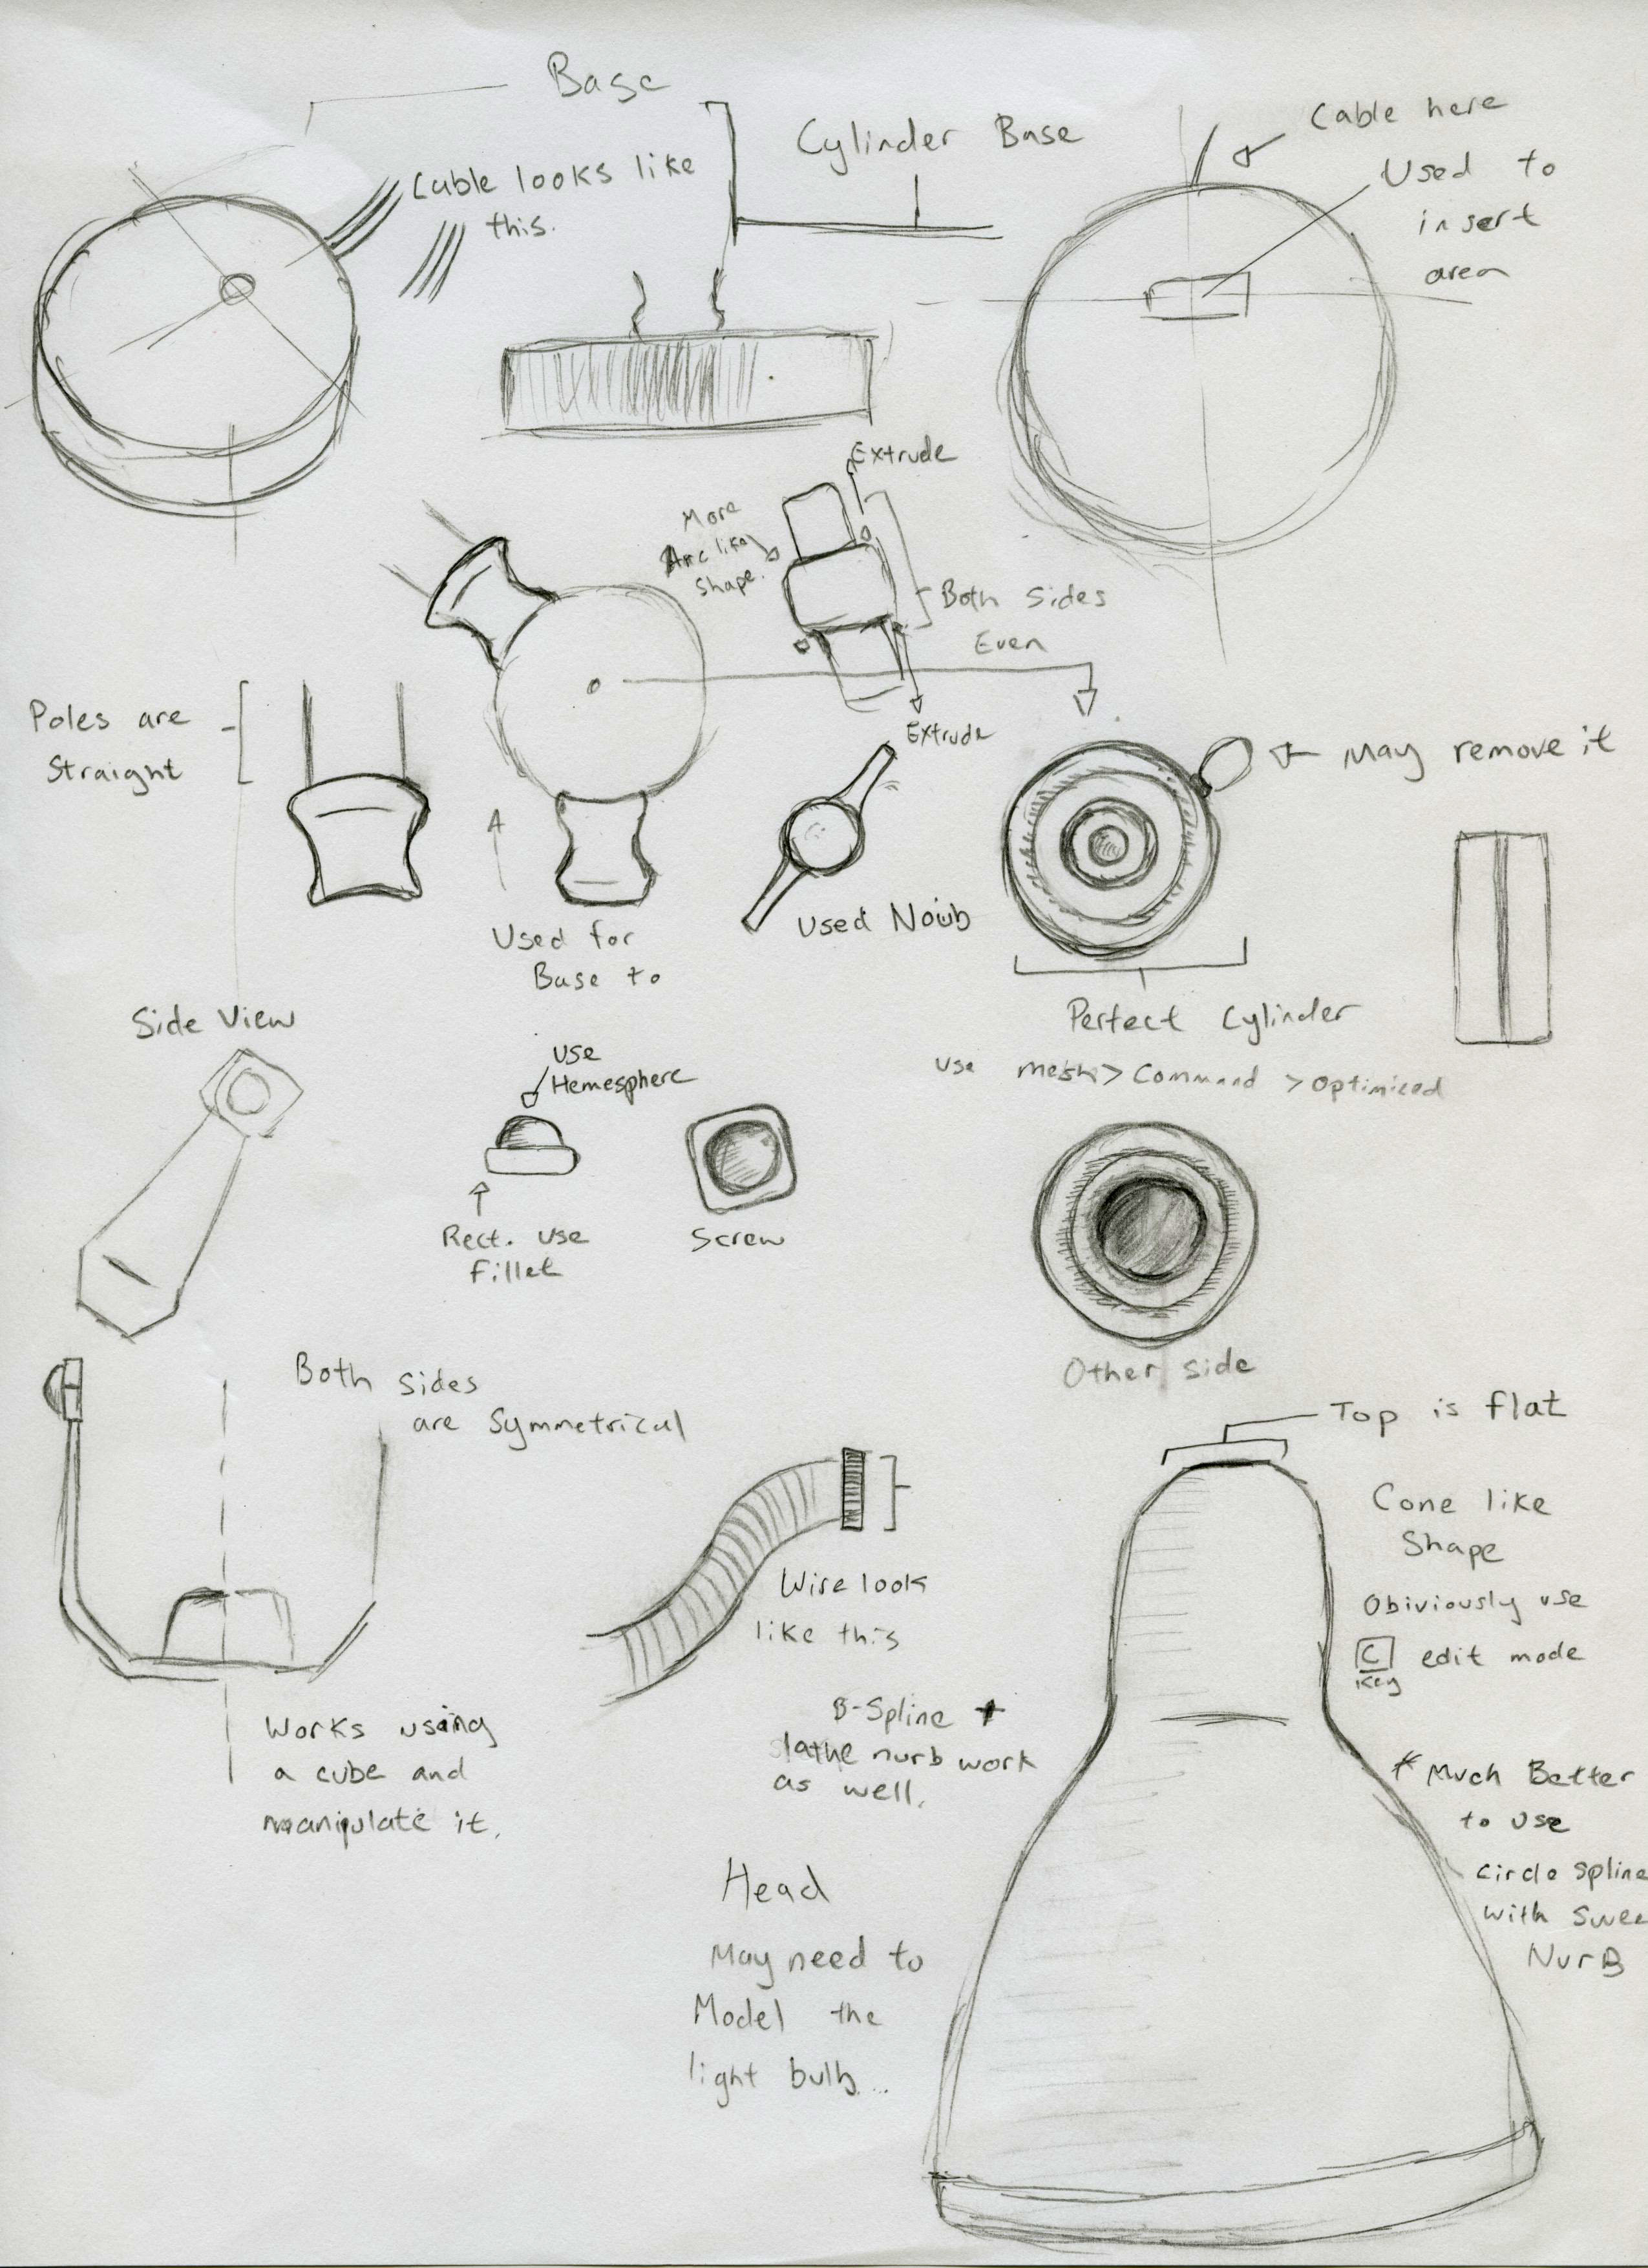 Base
Cable looks like
this.
Cylinder Base
Cable here
Used to
insert
area
Extrude
More
Arc like
Shape.
Both Sides
Even
Extrude
Poles are
Straight
Used for
Base to
Used
May remove it
Perfect Cylinder
use mesh > Command > Optimized
Side View
Use
Hemesphere
Rect. use
fillet
Screw
Other side
Both sides
are Symmetrical
Works using
a cube and
manipulate it.
Wire look
like this
B-Spline +
lathe nurb work
as well.
Top is flat
Cone like
Shape
Obiviously use
C edit mode
Key
* Much Better
to use
circle spline
with Swee
NurB
Head
May need to
Model the
light bulb...